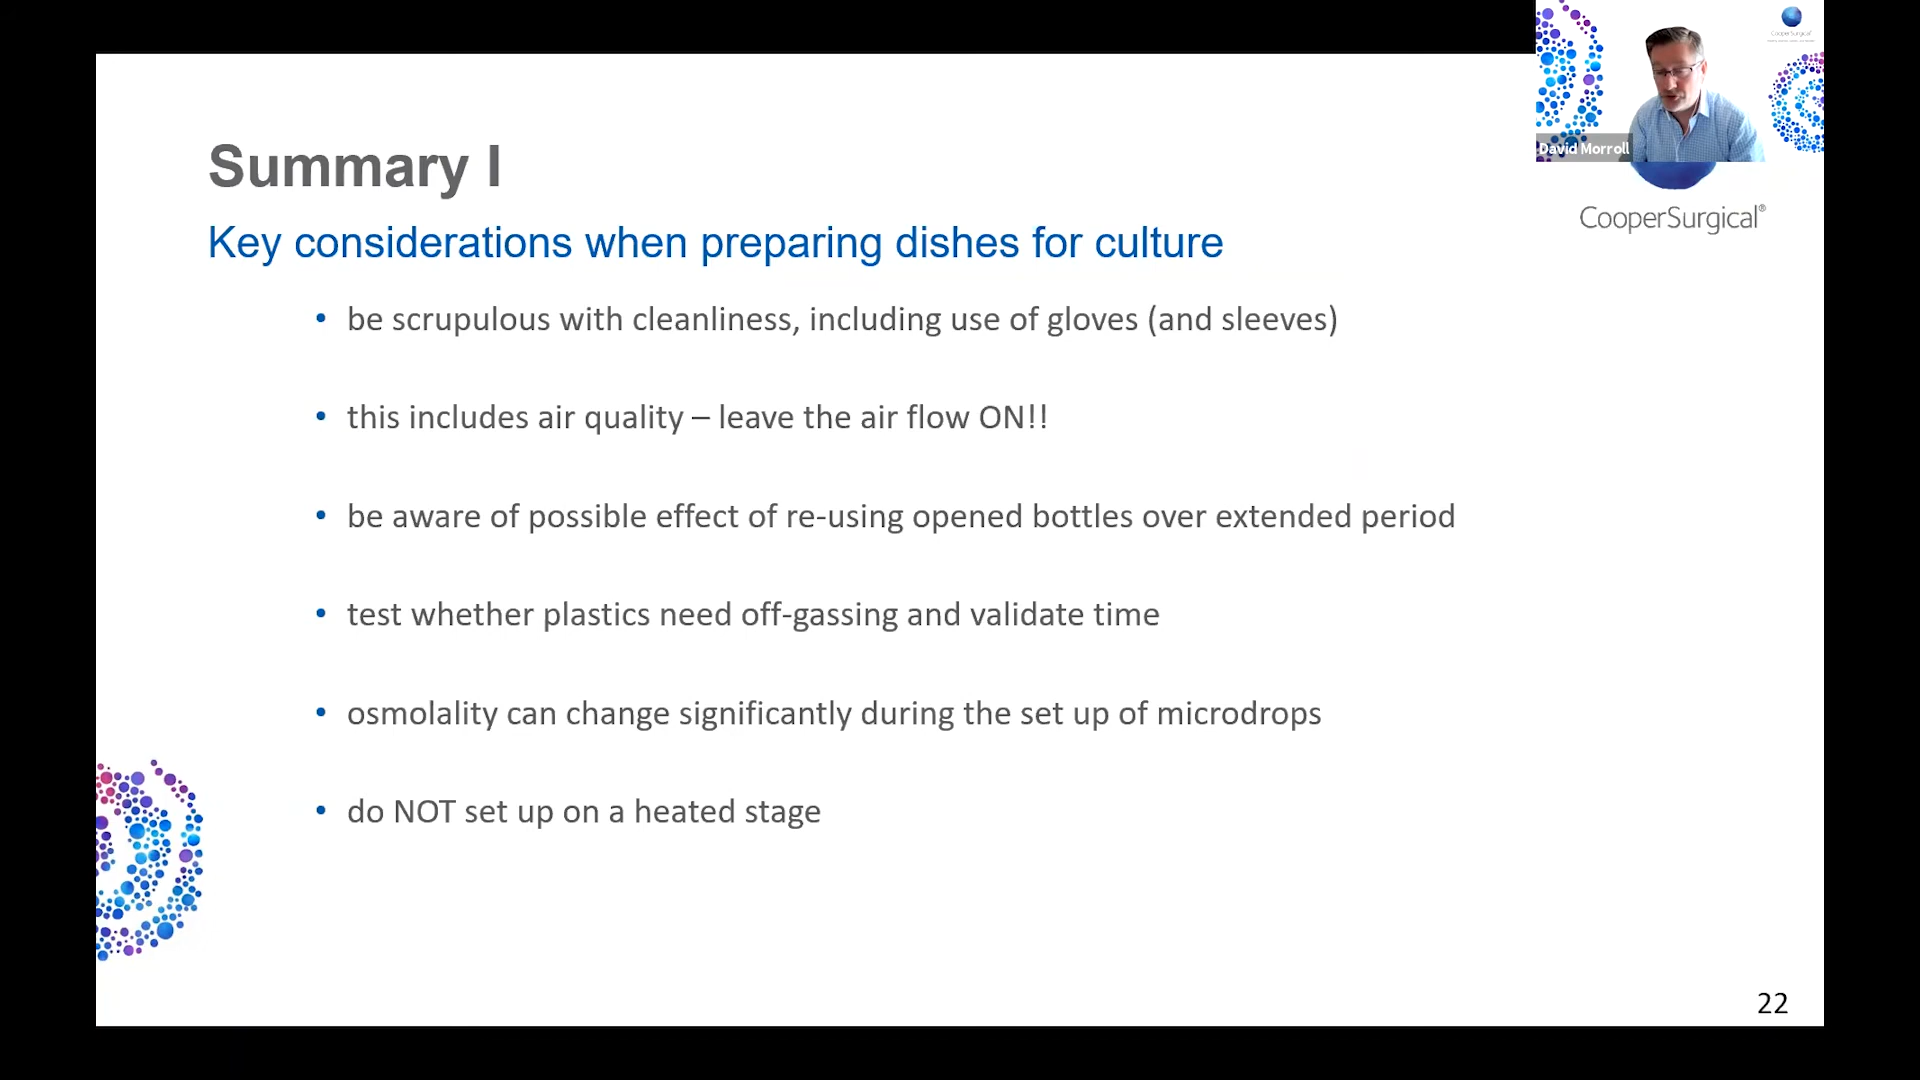 CooperSurgical
David Morroll
CooperSurgical®
Summary I
Key considerations when preparing dishes for culture
• be scrupulous with cleanliness, including use of gloves (and sleeves)
• this includes air quality – leave the air flow ON!!
• be aware of possible effect of re-using opened bottles over extended period
• test whether plastics need off-gassing and validate time
• osmolality can change significantly during the set up of microdrops
• do NOT set up on a heated stage
22